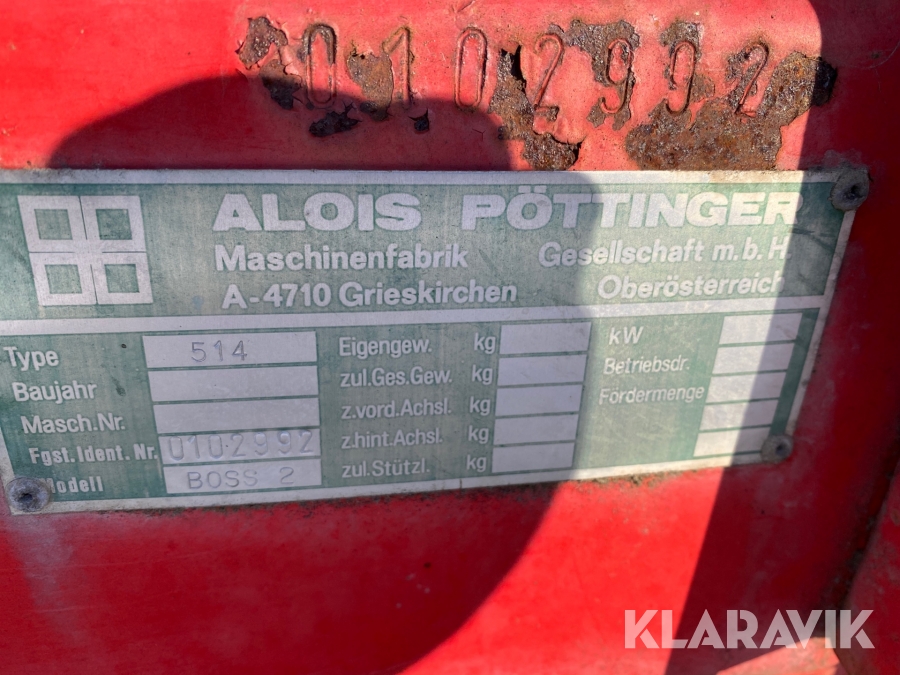 0102992
ALOIS PÖTTINGER
Maschinenfabrik Gesellschaft m.b.H.
A-4710 Grieskirchen Oberösterreich
Type 514 Eigengew. kg kW
Baujahr zul.Ges.Gew. kg Betriebsdr.
Masch.Nr. z.vord.Achsl. kg Fördermenge
Fgst.Ident.Nr. 010·2992 z.hint.Achsl. kg
Modell BOSS 2 zul.Stützl. kg
KLARAVIK